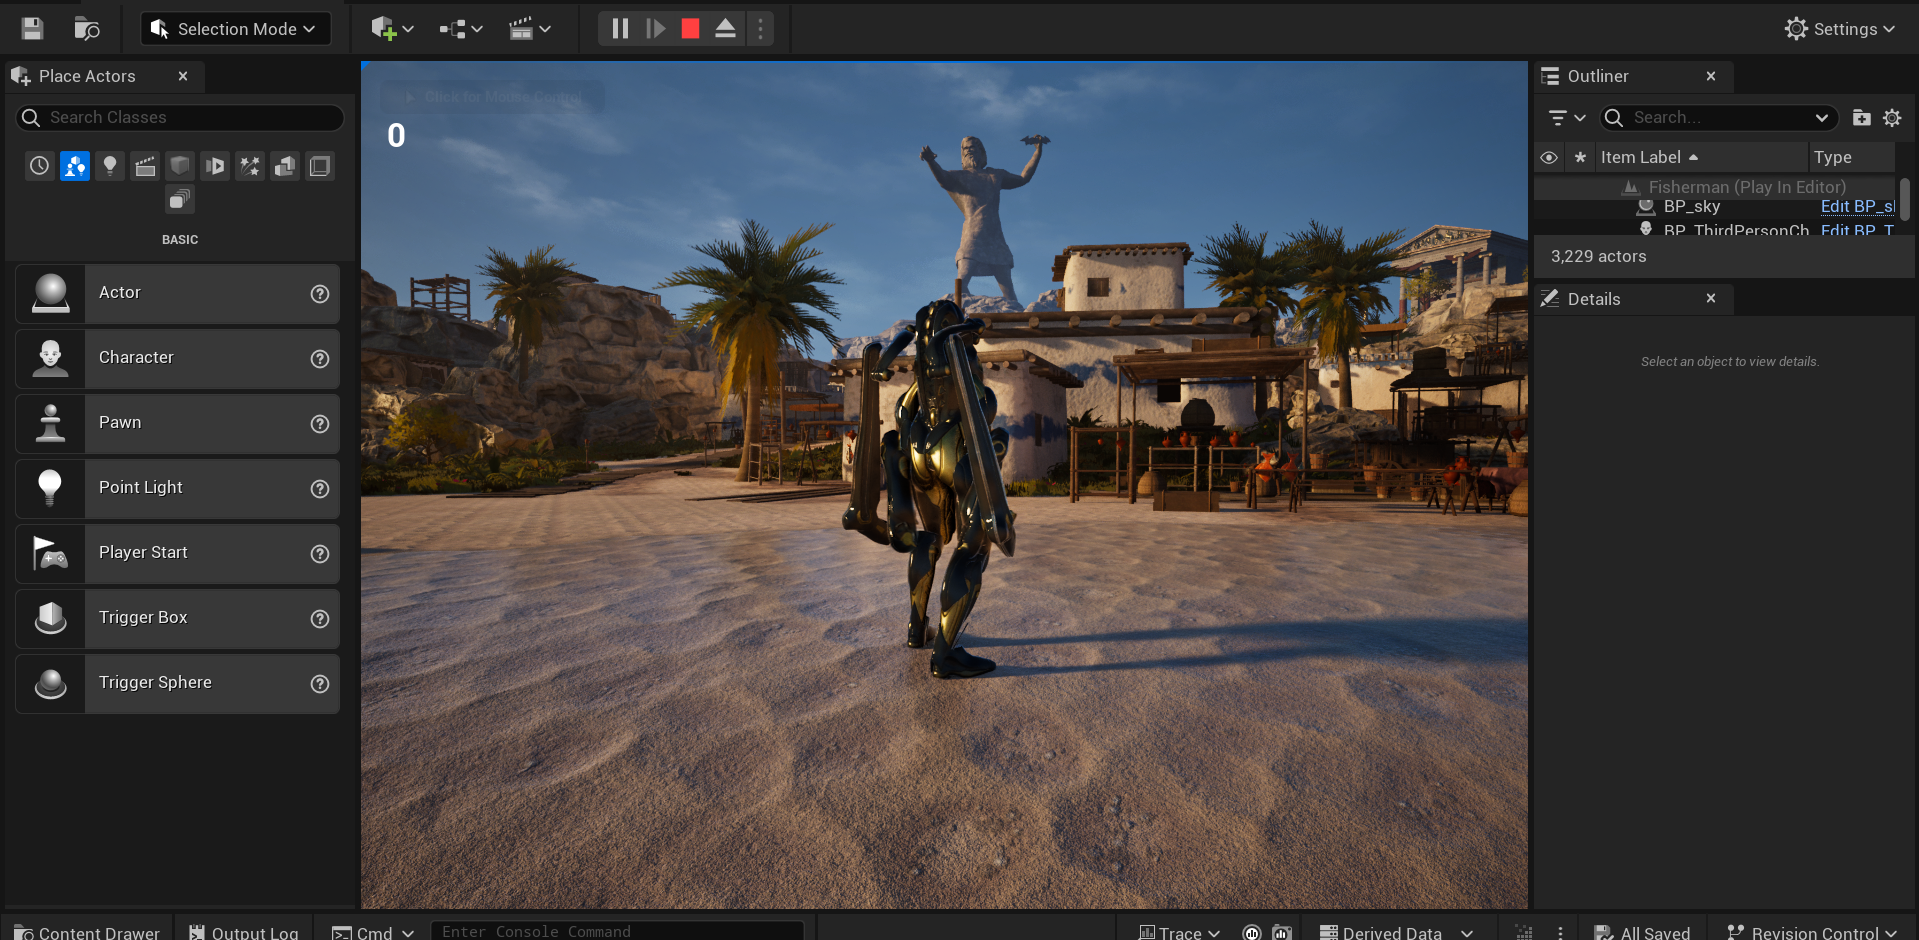 Selection Mode
Settings
Place Actors
Search Classes
BASIC
Actor
Character
Pawn
Point Light
Player Start
Trigger Box
Trigger Sphere
Click for Mouse Control
0
Outliner
Search...
Item Label
Type
Fisherman (Play In Editor)
BP_sky
Edit BP_sl
BP_ThirdPersonCh
Edit BP_T
3,229 actors
Details
Select an object to view details.
Content Drawer
Output Log
Cmd
Enter Console Command
Trace
Derived Data
All Saved
Revision Control